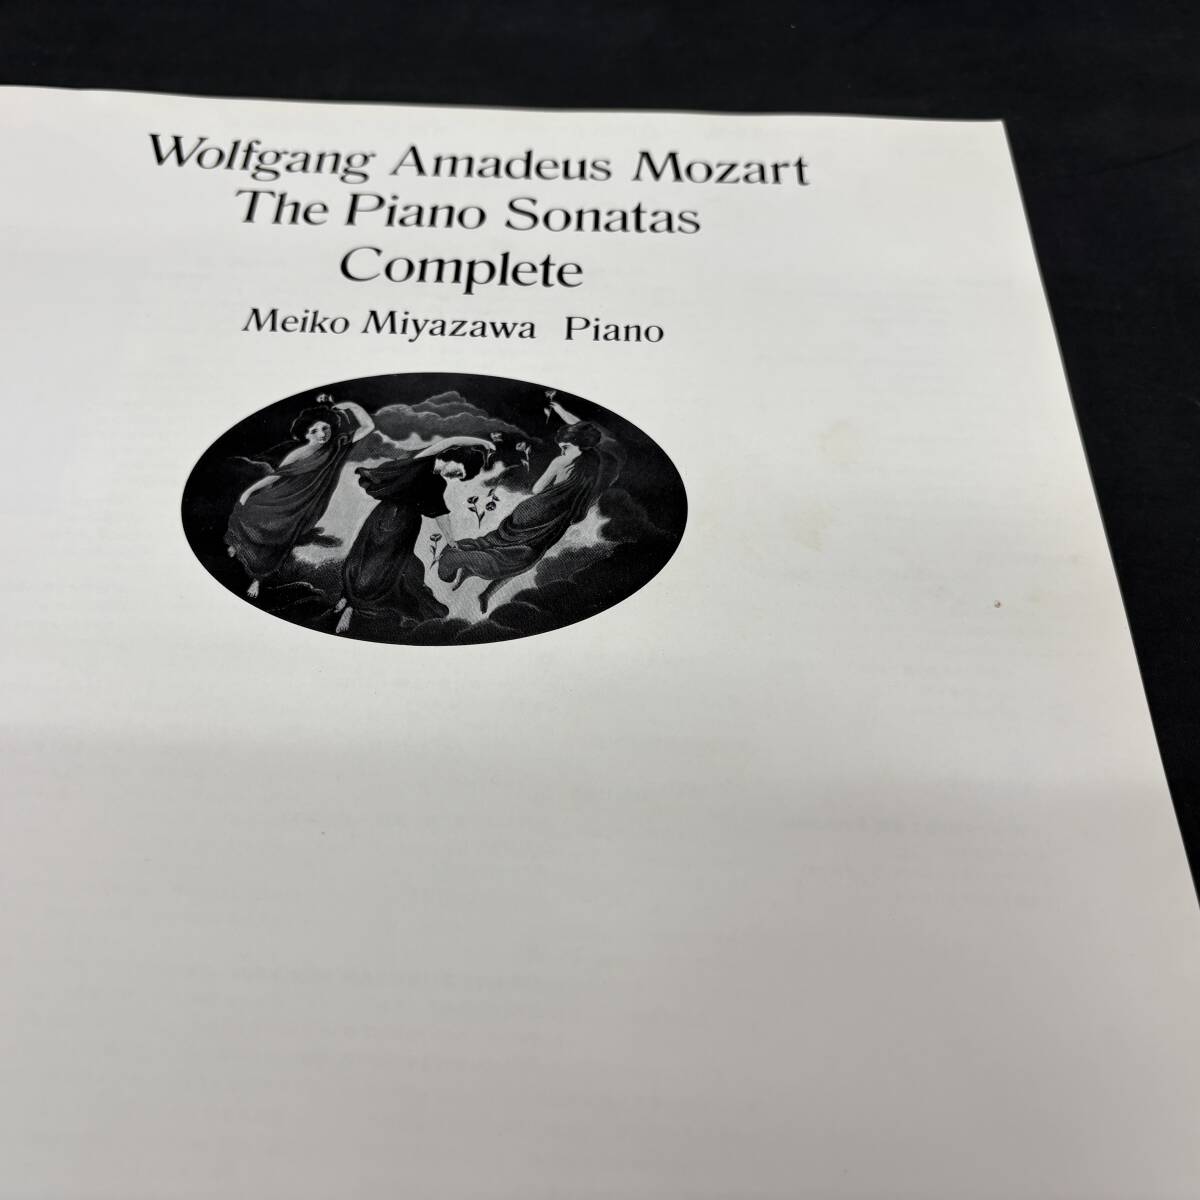 Wolfgang Amadeus Mozart
The Piano Sonatas
Complete
Meiko Miyazawa Piano